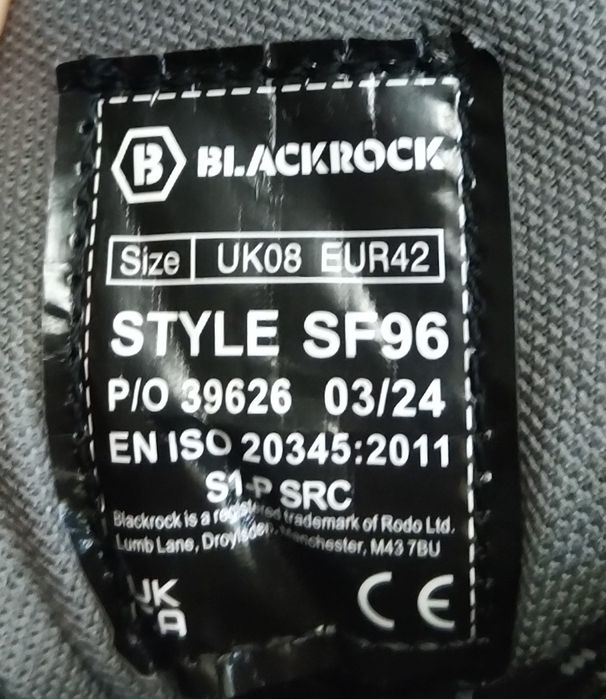 B BLACKROCK
Size UK08 EUR42
STYLE SF96
P/O 39626 03/24
EN ISO 20345:2011
S1-P SRC
Blackrock is a registered trademark of Rodo Ltd.
Lumb Lane, Droylsden, Manchester, M43 7BU
UK CE
CA